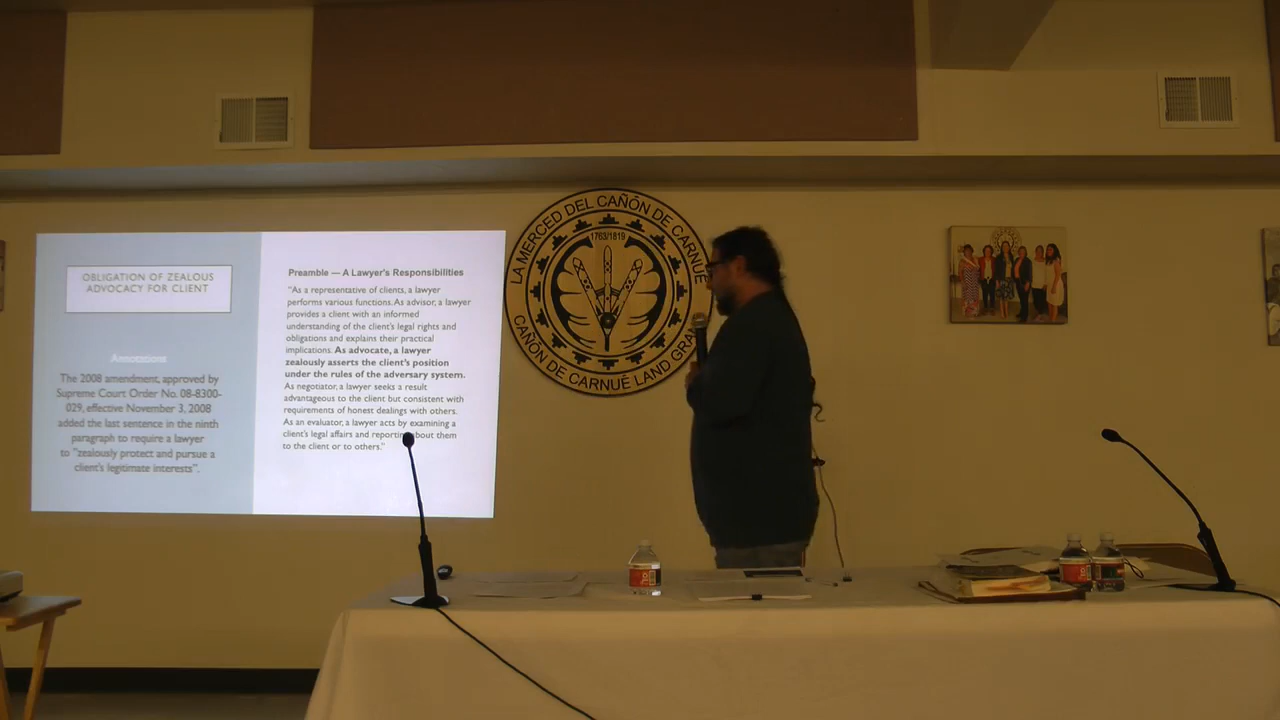 OBLIGATION OF ZEALOUS
ADVOCACY FOR CLIENT
Annotations
The 2008 amendment, approved by
Supreme Court Order No. 08-8300-
029, effective November 3, 2008
added the last sentence in the ninth
paragraph to require a lawyer
to "zealously protect and pursue a
client's legitimate interests".
Preamble — A Lawyer's Responsibilities
"As a representative of clients, a lawyer
performs various functions. As advisor, a lawyer
provides a client with an informed
understanding of the client's legal rights and
obligations and explains their practical
implications. As advocate, a lawyer
zealously asserts the client's position
under the rules of the adversary system.
As negotiator, a lawyer seeks a result
advantageous to the client but consistent with
requirements of honest dealings with others.
As an evaluator, a lawyer acts by examining a
client's legal affairs and reporting about them
to the client or to others."
LA MERCED DEL CAÑÓN DE CARNUÉ
1763/1819
CAÑÓN DE CARNUÉ LAND GRA